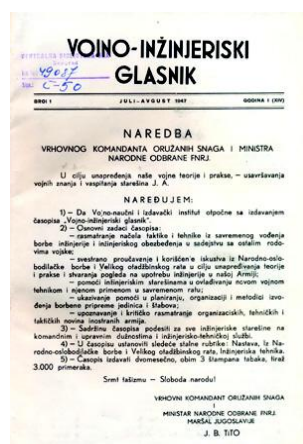 VOJNO-INŽINJERISKI
GLASNIK
49087
C-50
BROJ 1 JULI-AVGUST 1947 GODINA I (XIV)
NAREDBA
VRHOVNOG KOMANDANTA ORUŽANIH SNAGA I MINISTRA
NARODNE ODBRANE FNRJ.
U cilju unapređenja naše vojne teorije i prakse, — usavršavanja
vojnih znanja i vaspitanja starešina J. A.
NAREĐUJEM:
1) — Da Vojno-naučni i izdavački institut otpočne sa izdavanjem
časopisa „Vojno-inžinjeriski glasnik".
2) — Osnovni zadaci časopisa:
— rasmatranje načela taktike i tehnike iz savremenog vođenja
borbe inžinjerije i inžinjeriskog obezbeđenja u sadejstvu sa ostalim rodo-
vima vojske;
— svestrano proučavanje i korišćenje iskustva iz Narodno-oslo-
bodilačke borbe i Velikog otadžbinskog rata u cilju unapređivanja teorije
i prakse i stvaranja pogleda na upotrebu inžinjerije u našoj Armiji;
— pomoći inžinjeriskim starešinama u ovlađivanju novom vojnom
tehnikom i njenom primenom u savremenom ratu;
— ukazivanje pomoći u planiranju, organizaciji i metodici izvo-
đenja borbene pripreme jedinica i štabova;
— upoznavanje i kritičko rasmatranje organizaciskih, tehničkih i
taktičkih novina inostranih armija.
3) — Sadržinu časopisa podesiti za sve inžinjeriske starešine na
komandnim i upravnim dužnostima i inžinjerisko-tehničkoj službi.
4) — U časopisu ustanoviti sledeće stalne rubrike: Nastava, Iz Na-
rodno-oslobodilačke borbe i Velikog otadžbinskog rata, Inžinjeriska tehnika.
5) — Časopis izdavati dvomesečno, obim 3 štampana tabaka, tiraž
3.000 primeraka.
Smrt fašizmu — Sloboda narodu!
VRHOVNI KOMANDANT ORUŽANIH SNAGA
I
MINISTAR NARODNE ODBRANE FNRJ.
MARŠAL JUGOSLAVIJE
J. B. TITO